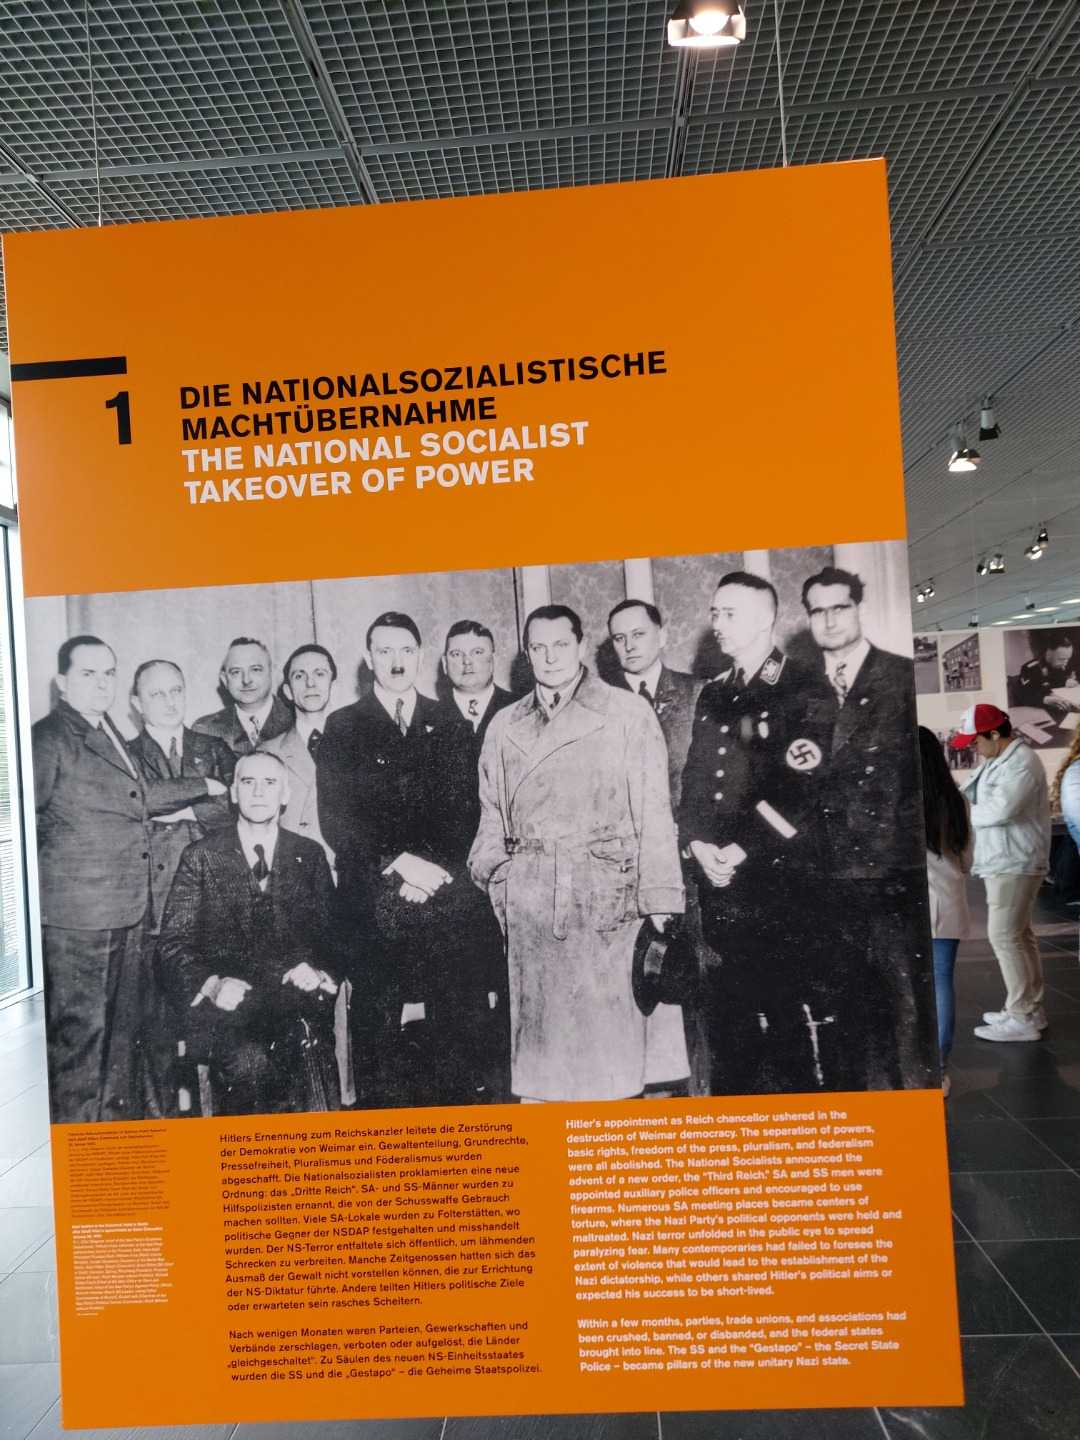 1
DIE NATIONALSOZIALISTISCHE
MACHTÜBERNAHME
THE NATIONAL SOCIALIST
TAKEOVER OF POWER
Hitlers Ernennung zum Reichskanzler leitete die Zerstörung
der Demokratie von Weimar ein. Gewaltenteilung, Grundrechte,
Pressefreiheit, Pluralismus und Föderalismus wurden
abgeschafft. Die Nationalsozialisten proklamierten eine neue
Ordnung: das „Dritte Reich“. SA- und SS-Männer wurden zu
Hilfspolizisten ernannt, die von der Schusswaffe Gebrauch
machen sollten. Viele SA-Lokale wurden zu Folterstätten, wo
politische Gegner der NSDAP festgehalten und misshandelt
wurden. Der NS-Terror entfaltete sich öffentlich, um lähmenden
Schrecken zu verbreiten. Manche Zeitgenossen hatten sich das
Ausmaß der Gewalt nicht vorstellen können, die zur Errichtung
der NS-Diktatur führte. Andere teilten Hitlers politische Ziele
oder erwarteten sein rasches Scheitern.
Nach wenigen Monaten waren Parteien, Gewerkschaften und
Verbände zerschlagen, verboten oder aufgelöst, die Länder
„gleichgeschaltet“. Zu Säulen des neuen NS-Einheitsstaates
wurden die SS und die „Gestapo“ – die Geheime Staatspolizei.
Hitler's appointment as Reich chancellor ushered in the
destruction of Weimar democracy. The separation of powers,
basic rights, freedom of the press, pluralism, and federalism
were all abolished. The National Socialists announced the
advent of a new order, the "Third Reich." SA and SS men were
appointed auxiliary police officers and encouraged to use
firearms. Numerous SA meeting places became centers of
torture, where the Nazi Party's political opponents were held and
maltreated. Nazi terror unfolded in the public eye to spread
paralyzing fear. Many contemporaries had failed to foresee the
extent of violence that would lead to the establishment of the
Nazi dictatorship, while others shared Hitler's political aims or
expected his success to be short-lived.
Within a few months, parties, trade unions, and associations had
been crushed, banned, or disbanded, and the federal states
brought into line. The SS and the "Gestapo" – the Secret State
Police – became pillars of the new unitary Nazi state.